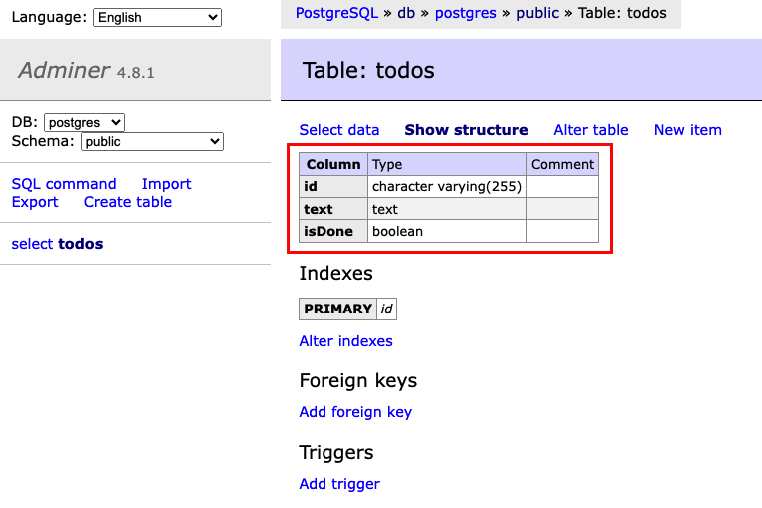 Language: English
PostgreSQL » db » postgres » public » Table: todos
Adminer 4.8.1
Table: todos
DB: postgres
Schema: public
SQL command Import
Export Create table
select todos
Select data Show structure Alter table New item
Column Type Comment
id character varying(255)
text text
isDone boolean
Indexes
PRIMARY id
Alter indexes
Foreign keys
Add foreign key
Triggers
Add trigger